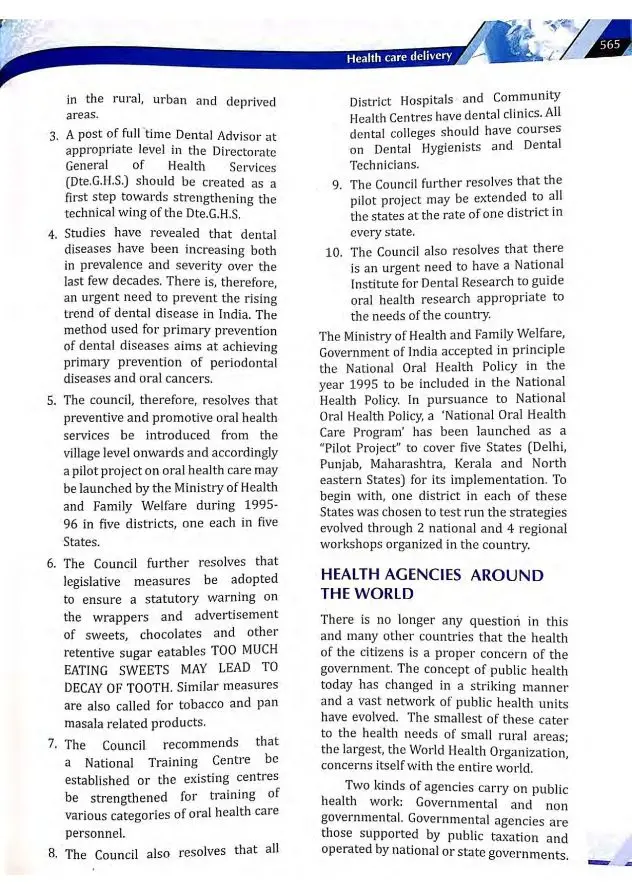 Health care delivery
565
in the rural, urban and deprived
areas.
3. A post of full time Dental Advisor at
appropriate level in the Directorate
General of Health Services
(Dte.G.H.S.) should be created as a
first step towards strengthening the
technical wing of the Dte.G.H.S.
4. Studies have revealed that dental
diseases have been increasing both
in prevalence and severity over the
last few decades. There is, therefore,
an urgent need to prevent the rising
trend of dental disease in India. The
method used for primary prevention
of dental diseases aims at achieving
primary prevention of periodontal
diseases and oral cancers.
5. The council, therefore, resolves that
preventive and promotive oral health
services be introduced from the
village level onwards and accordingly
a pilot project on oral health care may
be launched by the Ministry of Health
and Family Welfare during 1995-
96 in five districts, one each in five
States.
6. The Council further resolves that
legislative measures be adopted
to ensure a statutory warning on
the wrappers and advertisement
of sweets, chocolates and other
retentive sugar eatables TOO MUCH
EATING SWEETS MAY LEAD TO
DECAY OF TOOTH. Similar measures
are also called for tobacco and pan
masala related products.
7. The Council recommends that
a National Training Centre be
established or the existing centres
be strengthened for training of
various categories of oral health care
personnel.
8. The Council also resolves that all
District Hospitals and Community
Health Centres have dental clinics. All
dental colleges should have courses
on Dental Hygienists and Dental
Technicians.
9. The Council further resolves that the
pilot project may be extended to all
the states at the rate of one district in
every state.
10. The Council also resolves that there
is an urgent need to have a National
Institute for Dental Research to guide
oral health research appropriate to
the needs of the country.
The Ministry of Health and Family Welfare,
Government of India accepted in principle
the National Oral Health Policy in the
year 1995 to be included in the National
Health Policy. In pursuance to National
Oral Health Policy, a ‘National Oral Health
Care Program’ has been launched as a
“Pilot Project” to cover five States (Delhi,
Punjab, Maharashtra, Kerala and North
eastern States) for its implementation. To
begin with, one district in each of these
States was chosen to test run the strategies
evolved through 2 national and 4 regional
workshops organized in the country.
HEALTH AGENCIES AROUND
THE WORLD
There is no longer any question in this
and many other countries that the health
of the citizens is a proper concern of the
government. The concept of public health
today has changed in a striking manner
and a vast network of public health units
have evolved. The smallest of these cater
to the health needs of small rural areas;
the largest, the World Health Organization,
concerns itself with the entire world.
Two kinds of agencies carry on public
health work: Governmental and non
governmental. Governmental agencies are
those supported by public taxation and
operated by national or state governments.